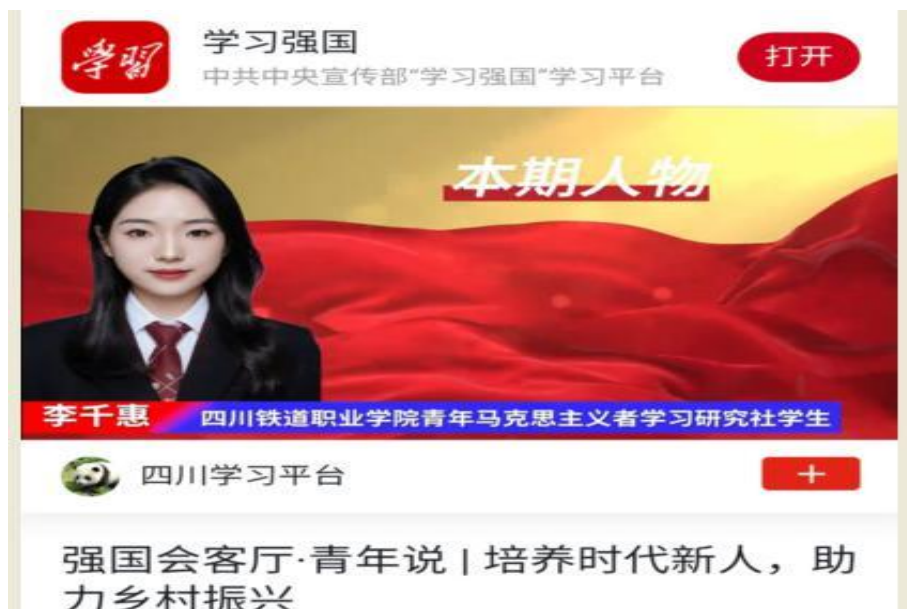 學習
学习强国
中共中央宣传部“学习强国”学习平台
打开
本期人物
李千惠
四川铁道职业学院青年马克思主义者学习研究社学生
四川学习平台
+
强国会客厅·青年说 | 培养时代新人，助
力乡村振兴